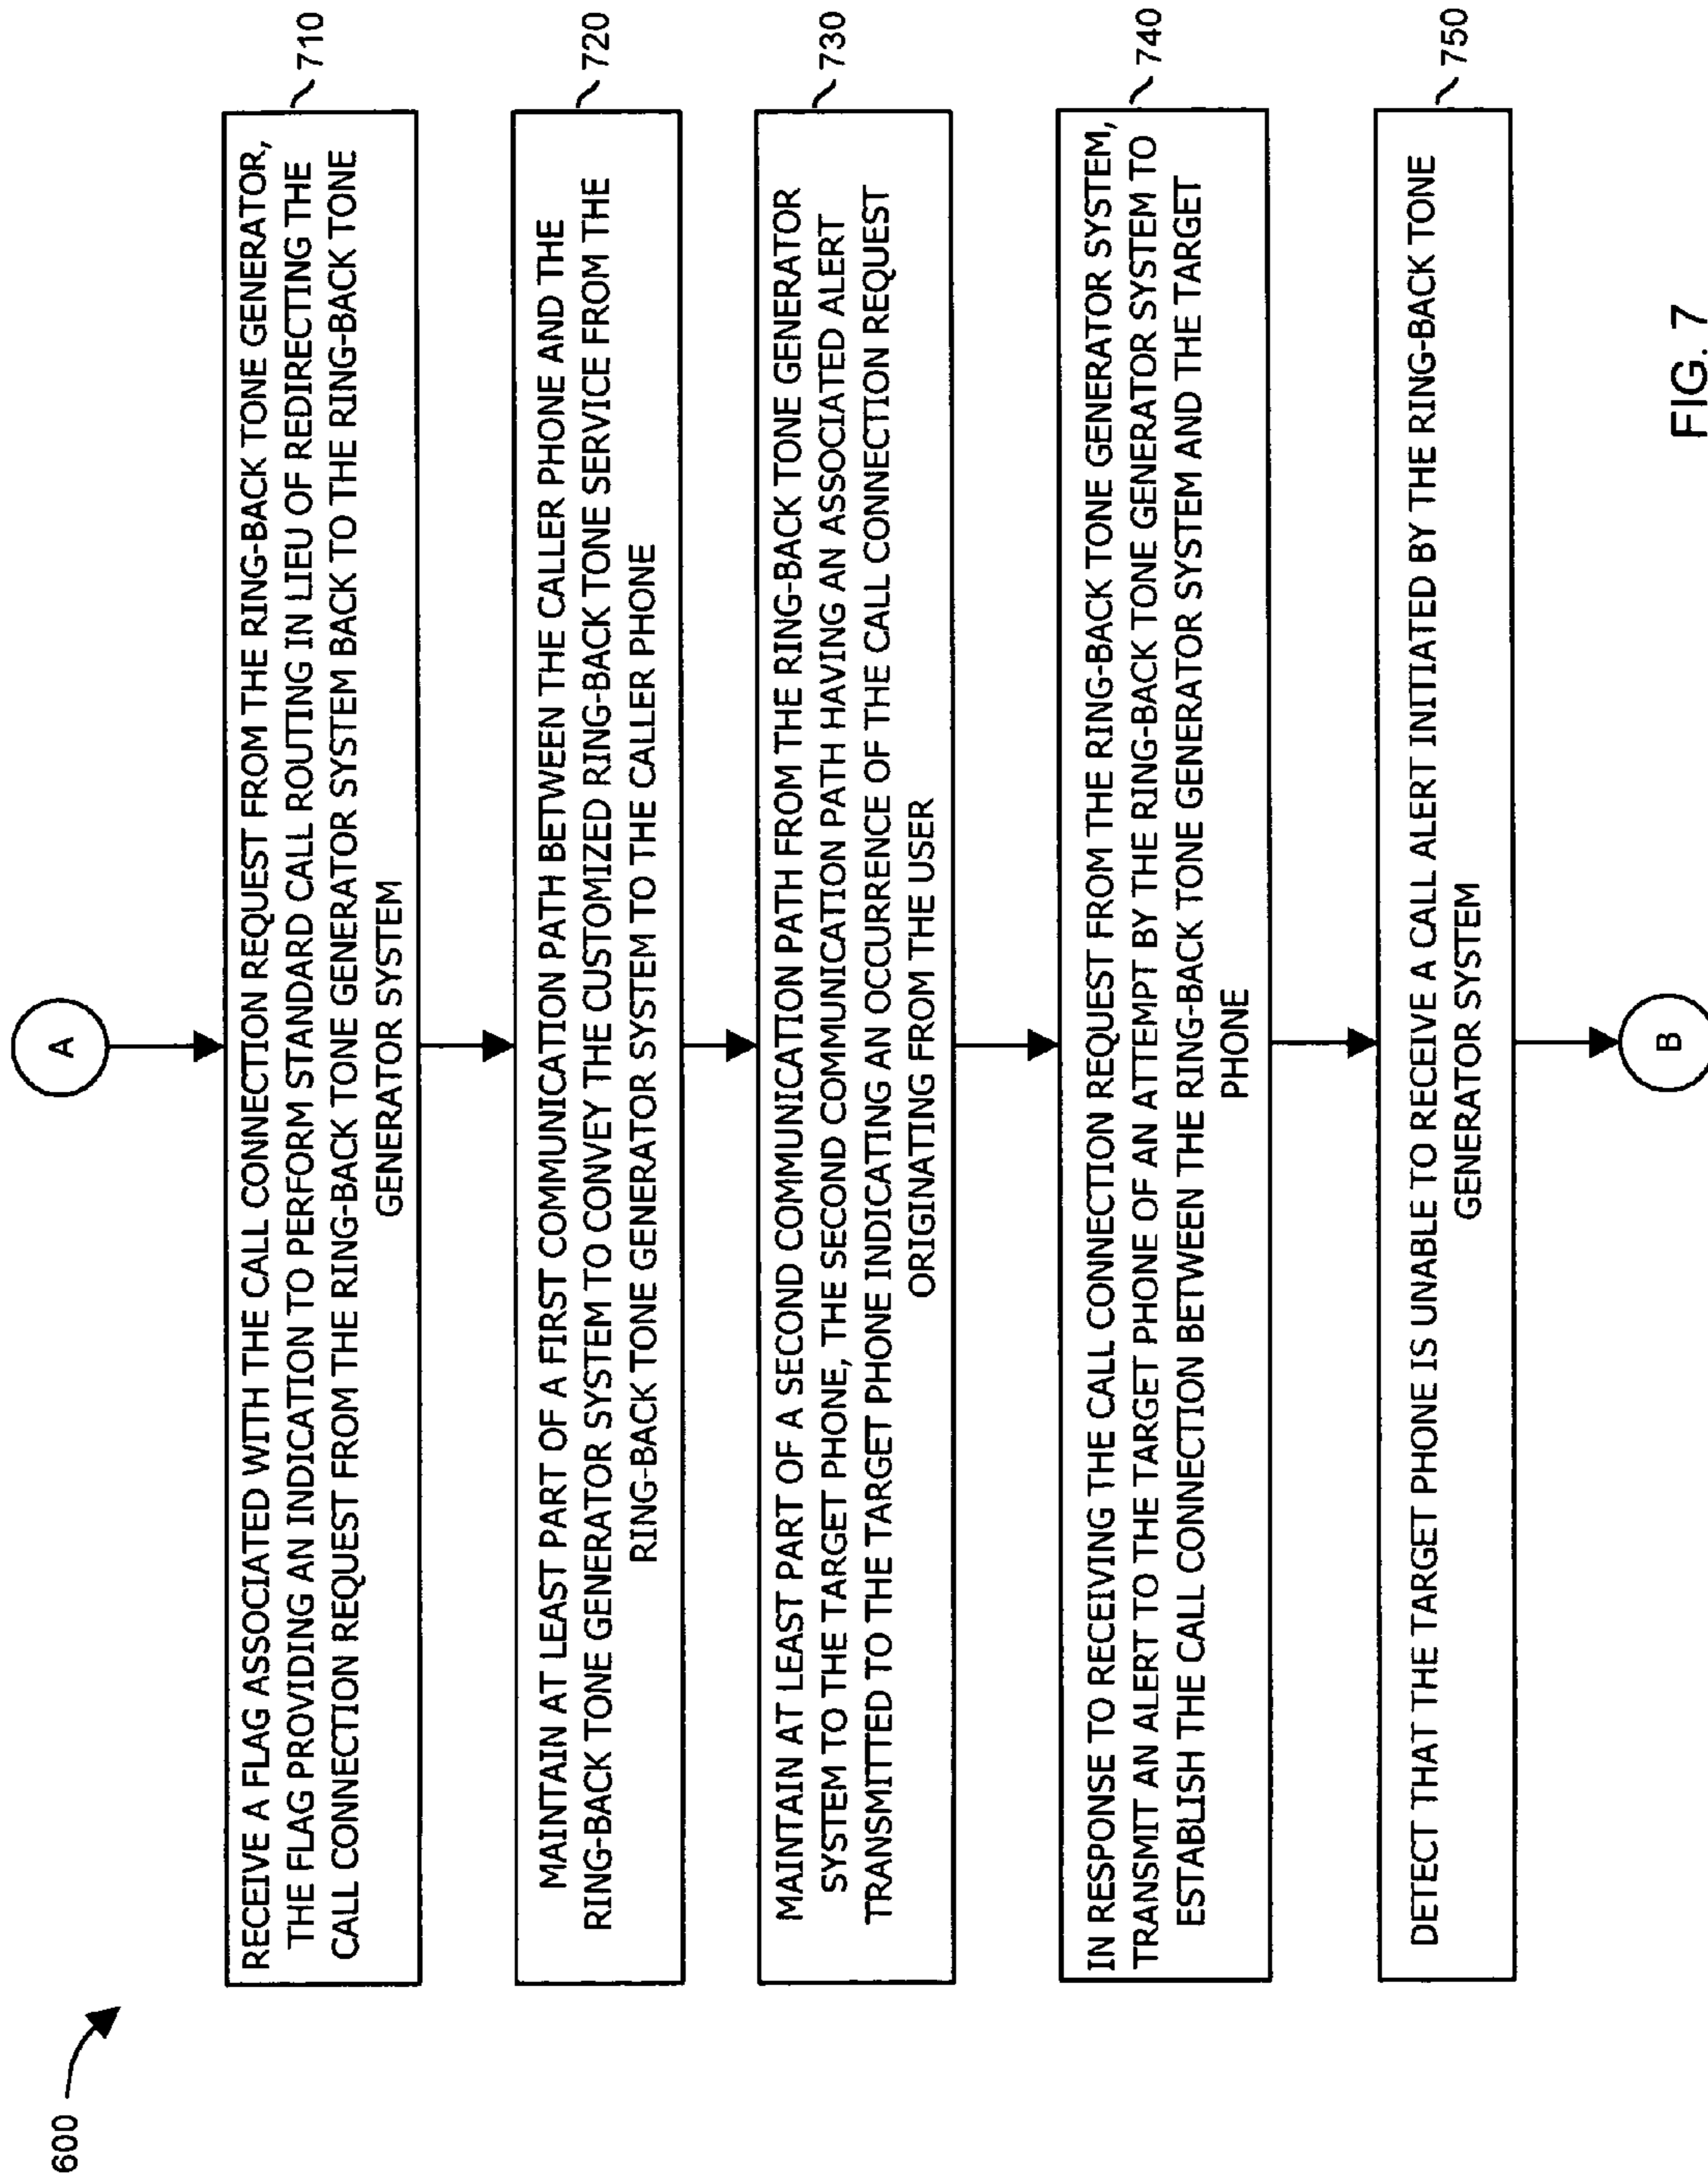 600
A
RECEIVE A FLAG ASSOCIATED WITH THE CALL CONNECTION REQUEST FROM THE RING-BACK TONE GENERATOR,
THE FLAG PROVIDING AN INDICATION TO PERFORM STANDARD CALL ROUTING IN LIEU OF REDIRECTING THE
CALL CONNECTION REQUEST FROM THE RING-BACK TONE GENERATOR SYSTEM BACK TO THE RING-BACK TONE
GENERATOR SYSTEM
710
MAINTAIN AT LEAST PART OF A FIRST COMMUNICATION PATH BETWEEN THE CALLER PHONE AND THE
RING-BACK TONE GENERATOR SYSTEM TO CONVEY THE CUSTOMIZED RING-BACK TONE SERVICE FROM THE
RING-BACK TONE GENERATOR SYSTEM TO THE CALLER PHONE
720
MAINTAIN AT LEAST PART OF A SECOND COMMUNICATION PATH FROM THE RING-BACK TONE GENERATOR
SYSTEM TO THE TARGET PHONE, THE SECOND COMMUNICATION PATH HAVING AN ASSOCIATED ALERT
TRANSMITTED TO THE TARGET PHONE INDICATING AN OCCURRENCE OF THE CALL CONNECTION REQUEST
ORIGINATING FROM THE USER
730
IN RESPONSE TO RECEIVING THE CALL CONNECTION REQUEST FROM THE RING-BACK TONE GENERATOR SYSTEM,
TRANSMIT AN ALERT TO THE TARGET PHONE OF AN ATTEMPT BY THE RING-BACK TONE GENERATOR SYSTEM TO
ESTABLISH THE CALL CONNECTION BETWEEN THE RING-BACK TONE GENERATOR SYSTEM AND THE TARGET
PHONE
740
DETECT THAT THE TARGET PHONE IS UNABLE TO RECEIVE A CALL ALERT INITIATED BY THE RING-BACK TONE
GENERATOR SYSTEM
750
B
FIG. 7